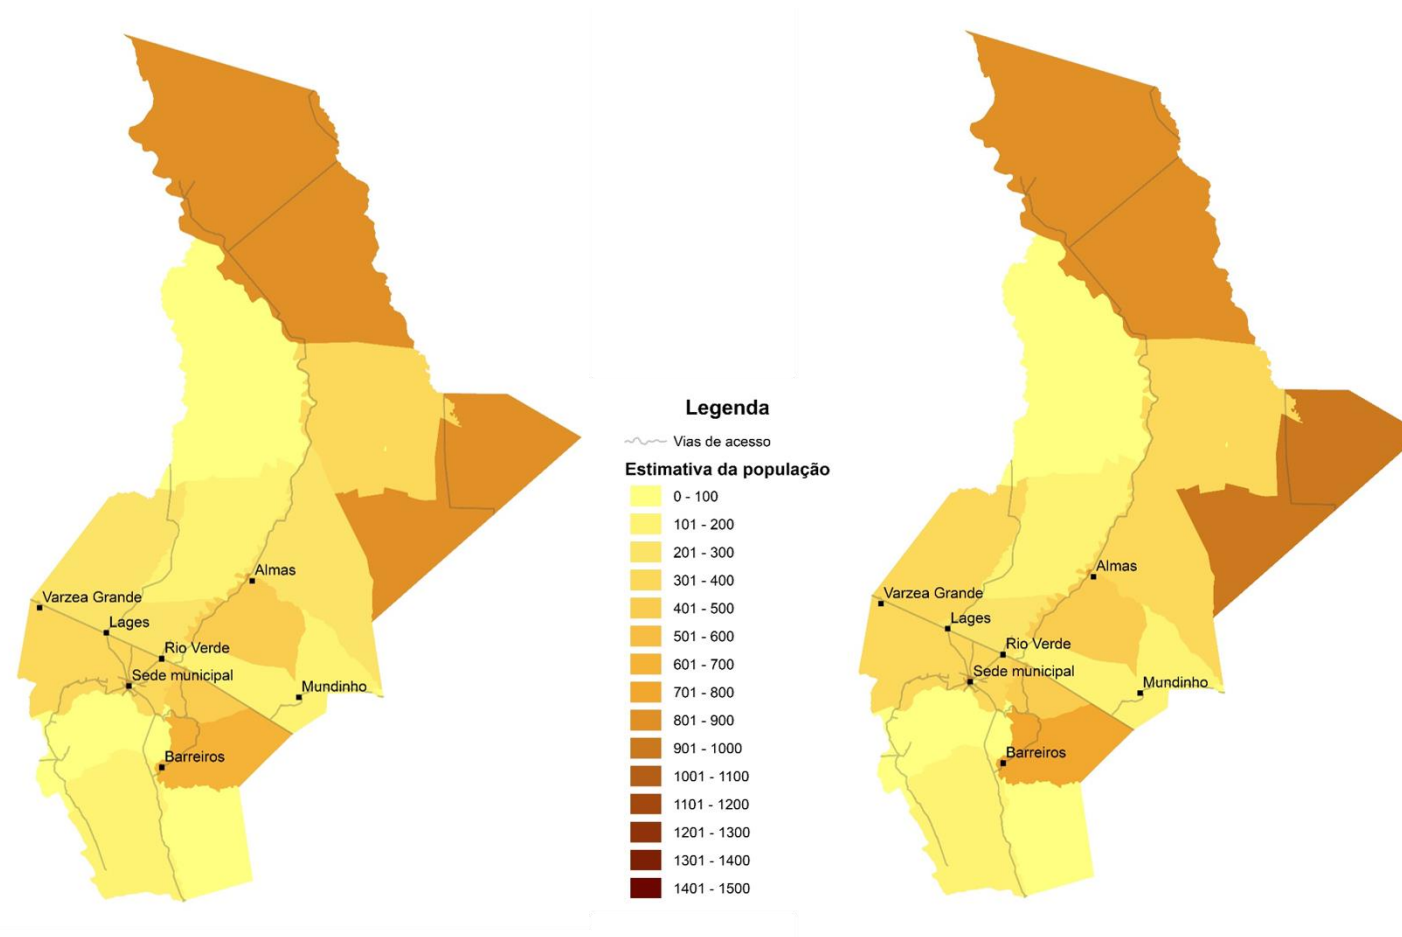 Almas
Varzea Grande
Lages
Rio Verde
Sede municipal
Mundinho
Barreiros
Legenda
Vias de acesso
Estimativa da população
0 - 100
101 - 200
201 - 300
301 - 400
401 - 500
501 - 600
601 - 700
701 - 800
801 - 900
901 - 1000
1001 - 1100
1101 - 1200
1201 - 1300
1301 - 1400
1401 - 1500
Almas
Varzea Grande
Lages
Rio Verde
Sede municipal
Mundinho
Barreiros